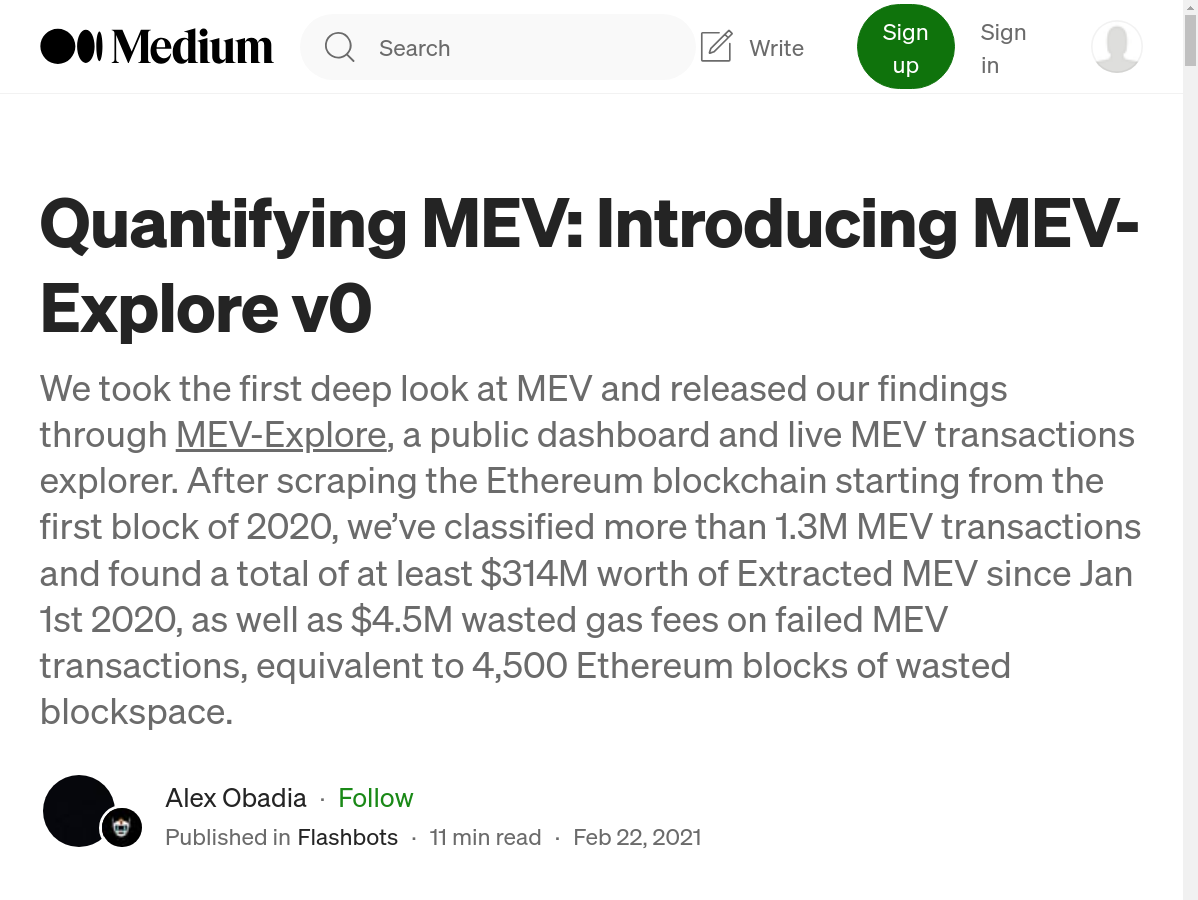 Medium
Search
Write
Sign
up
Sign
in
Quantifying MEV: Introducing MEV-
Explore v0
We took the first deep look at MEV and released our findings
through MEV-Explore, a public dashboard and live MEV transactions
explorer. After scraping the Ethereum blockchain starting from the
first block of 2020, we’ve classified more than 1.3M MEV transactions
and found a total of at least $314M worth of Extracted MEV since Jan
1st 2020, as well as $4.5M wasted gas fees on failed MEV
transactions, equivalent to 4,500 Ethereum blocks of wasted
blockspace.
Alex Obadia · Follow
Published in Flashbots · 11 min read · Feb 22, 2021